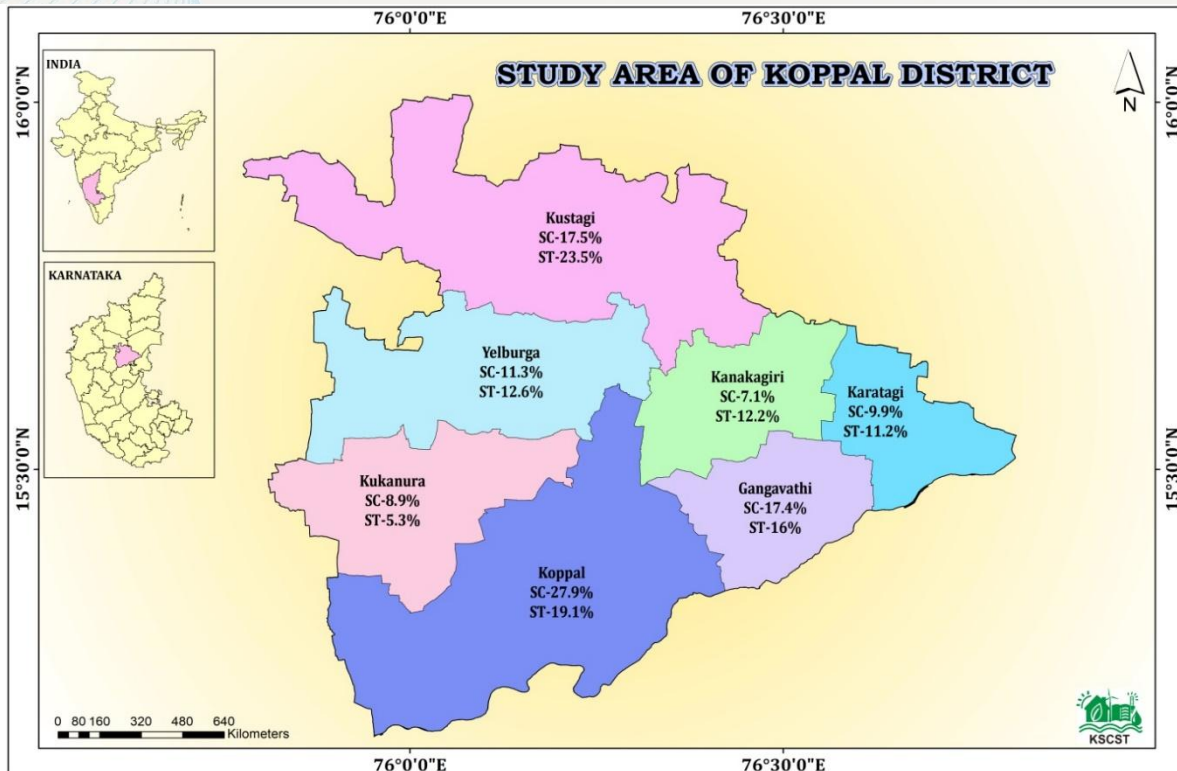 76°0'0"E
76°30'0"E
INDIA
STUDY AREA OF KOPPAL DISTRICT
N
16°0'0"N
16°0'0"N
Kustagi
SC-17.5%
ST-23.5%
KARNATAKA
Yelburga
SC-11.3%
ST-12.6%
Kanakagiri
SC-7.1%
ST-12.2%
Karatagi
SC-9.9%
ST-11.2%
15°30'0"N
15°30'0"N
Kukanura
SC-8.9%
ST-5.3%
Gangavathi
SC-17.4%
ST-16%
Koppal
SC-27.9%
ST-19.1%
0 80 160 320 480 640
Kilometers
KSCST
76°0'0"E
76°30'0"E